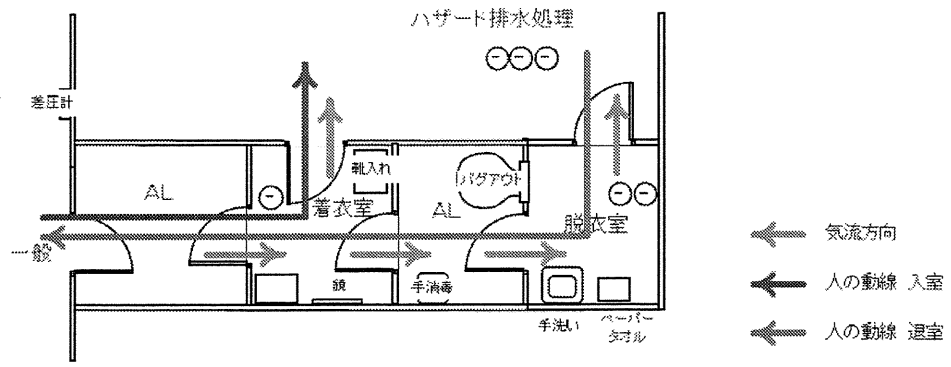 ハザード排水処理
⊖⊖⊖
差圧計
靴入れ
バグアウト
AL
⊖
着衣室
AL
⊖⊖
脱衣室
一般
鏡
手消毒
手洗い
ペーパー
タオル
気流方向
人の動線 入室
人の動線 退室